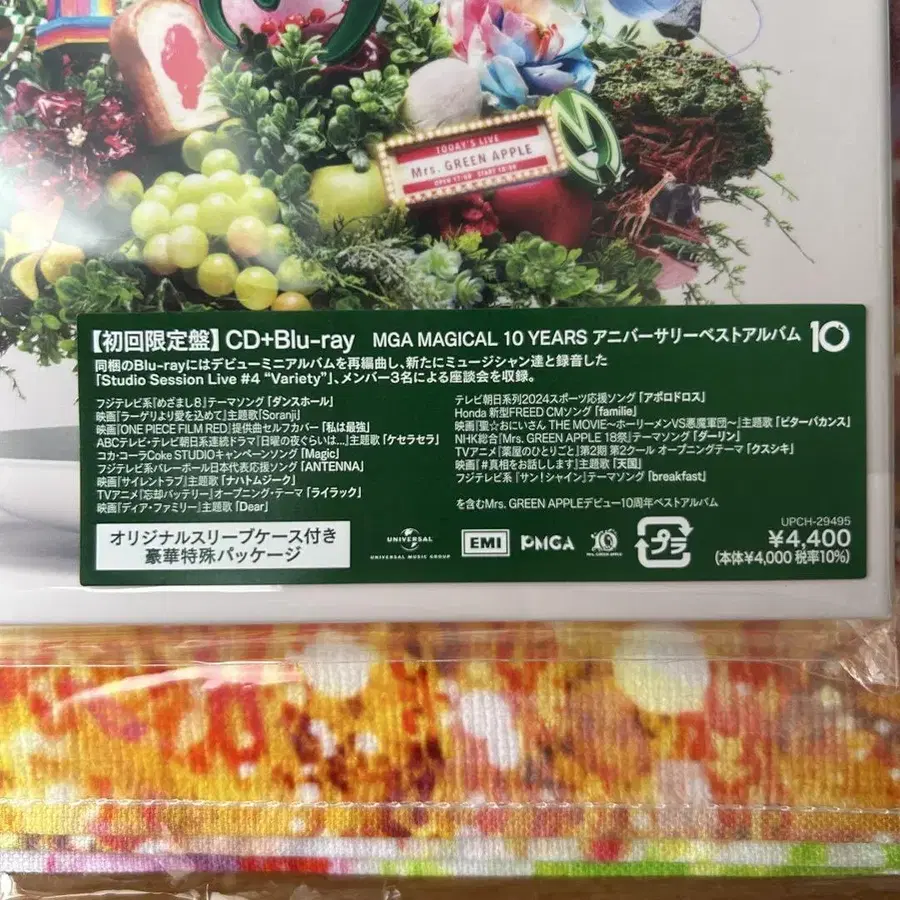 TODAY'S LIVE
Mrs. GREEN APPLE
【初回限定盤】CD+Blu-ray MGA MAGICAL 10 YEARS アニバーサリーベストアルバム 10
同梱のBlu-rayにはデビューミニアルバムを再編曲し、新たにミュージシャン達と録音した
「Studio Session Live #4 “Variety”」、メンバー3名による座談会を収録。
フジテレビ系『めざまし8』テーマソング「ダンスホール」
映画『ラーゲリより愛を込めて』主題歌「Soranji」
映画『ONE PIECE FILM RED』提供曲セルフカバー「私は最強」
ABCテレビ・テレビ朝日系連続ドラマ『日曜の夜ぐらいは...』主題歌「ケセラセラ」
コカ・コーラCoke STUDIOキャンペーンソング「Magic」
フジテレビ系バレーボール日本代表応援ソング「ANTENNA」
映画『サイレントラブ』主題歌「ナハトムジーク」
TVアニメ『忘却バッテリー』オープニング・テーマ「ライラック」
映画『ディア・ファミリー』主題歌「Dear」
テレビ朝日系列2024スポーツ応援ソング「アポロドロス」
Honda 新型FREED CMソング「familie」
映画『聖☆おにいさん THE MOVIE～ホーリーメンVS悪魔軍団～』主題歌「ビターバカンス」
NHK総合『Mrs. GREEN APPLE 18祭』テーマソング「ダーリン」
TVアニメ『薬屋のひとりごと』第2期 第2クール オープニングテーマ「クスシキ」
映画『#真相をお話しします』主題歌「天国」
フジテレビ系『サン！シャイン』テーマソング「breakfast」
を含むMrs. GREEN APPLEデビュー10周年ベストアルバム
オリジナルスリーブケース付き
豪華特殊パッケージ
UNIVERSAL
UNIVERSAL MUSIC GROUP
EMI
PMGA
10
Mrs. GREEN APPLE
プラ
UPCH-29495
¥4,400
(本体¥4,000 税率10%)